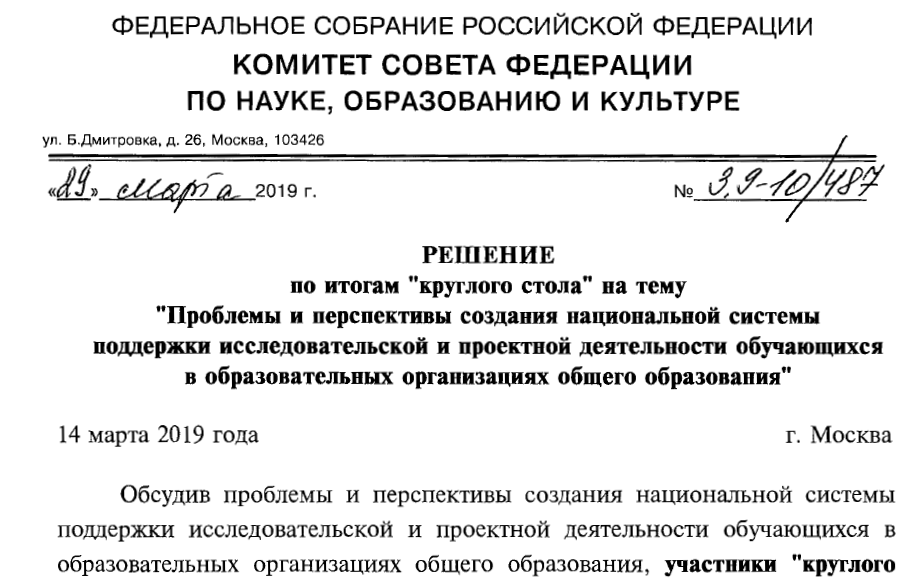 ФЕДЕРАЛЬНОЕ СОБРАНИЕ РОССИЙСКОЙ ФЕДЕРАЦИИ
КОМИТЕТ СОВЕТА ФЕДЕРАЦИИ
ПО НАУКЕ, ОБРАЗОВАНИЮ И КУЛЬТУРЕ
ул. Б.Дмитровка, д. 26, Москва, 103426
«29» марта 2019 г. № 3.9-10/487
РЕШЕНИЕ
по итогам "круглого стола" на тему
"Проблемы и перспективы создания национальной системы
поддержки исследовательской и проектной деятельности обучающихся
в образовательных организациях общего образования"
14 марта 2019 года г. Москва
Обсудив проблемы и перспективы создания национальной системы
поддержки исследовательской и проектной деятельности обучающихся в
образовательных организациях общего образования, участники "круглого